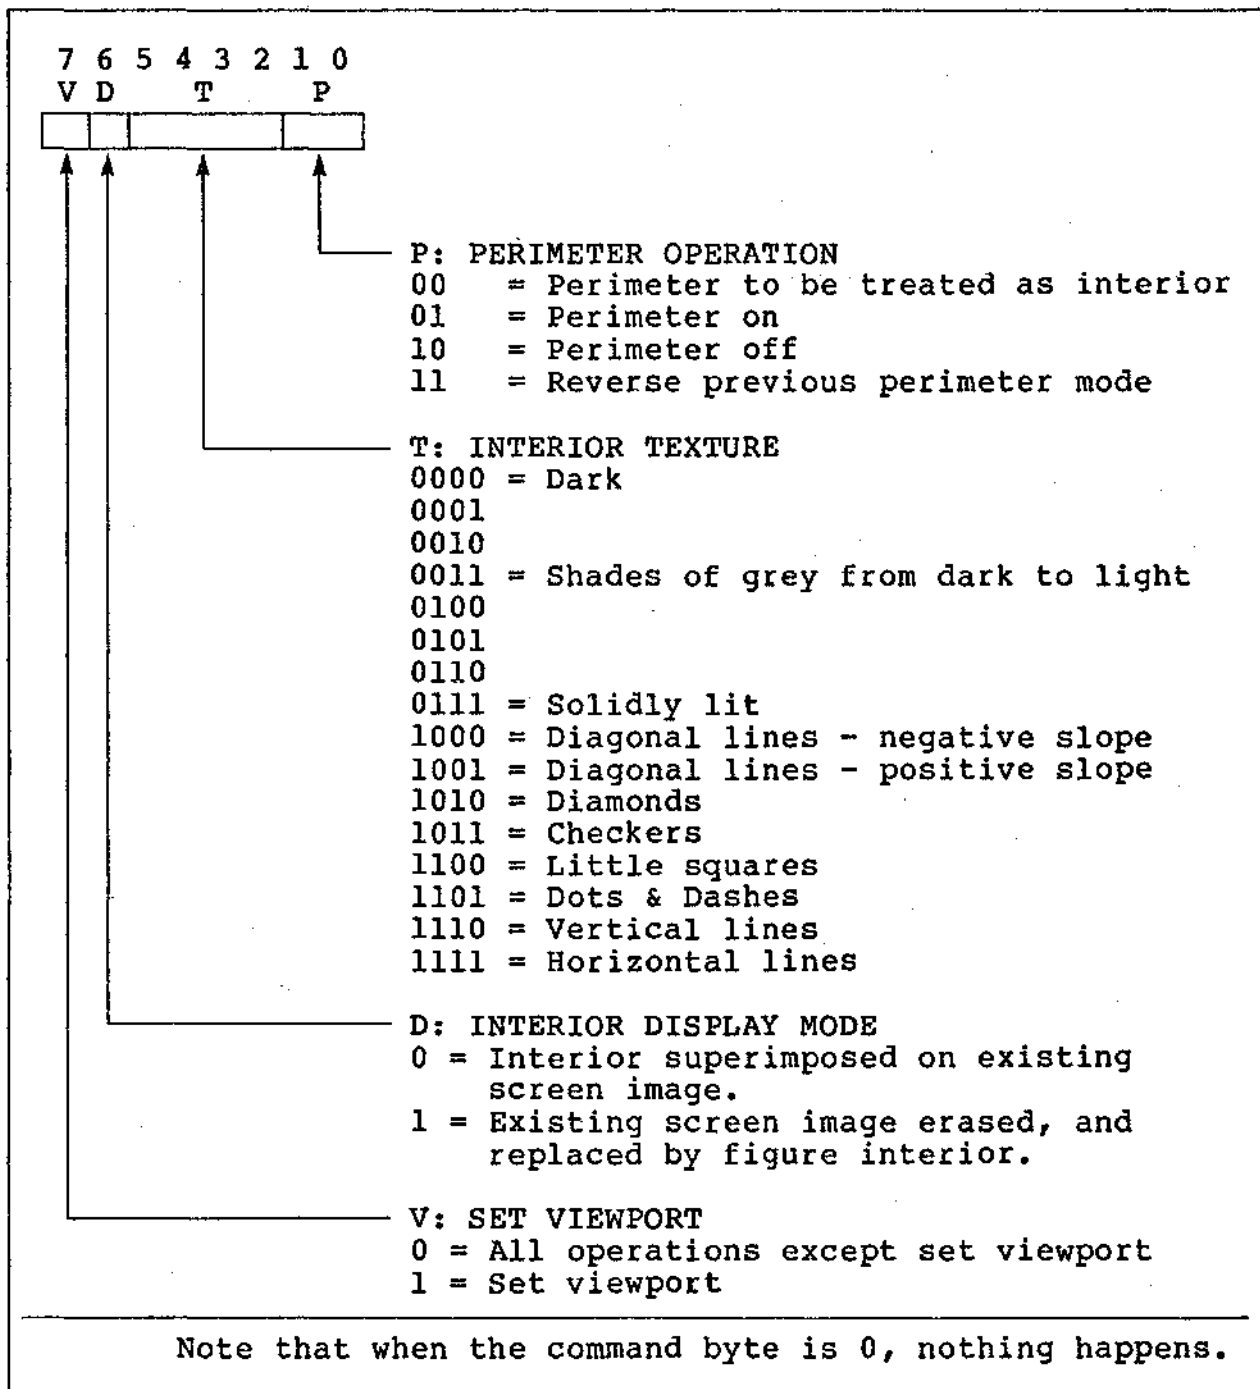 7 6 5 4 3 2 1 0
V D T P
P: PERIMETER OPERATION
00 = Perimeter to be treated as interior
01 = Perimeter on
10 = Perimeter off
11 = Reverse previous perimeter mode
T: INTERIOR TEXTURE
0000 = Dark
0001
0010
0011 = Shades of grey from dark to light
0100
0101
0110
0111 = Solidly lit
1000 = Diagonal lines - negative slope
1001 = Diagonal lines - positive slope
1010 = Diamonds
1011 = Checkers
1100 = Little squares
1101 = Dots & Dashes
1110 = Vertical lines
1111 = Horizontal lines
D: INTERIOR DISPLAY MODE
0 = Interior superimposed on existing
screen image.
1 = Existing screen image erased, and
replaced by figure interior.
V: SET VIEWPORT
0 = All operations except set viewport
1 = Set viewport
Note that when the command byte is 0, nothing happens.